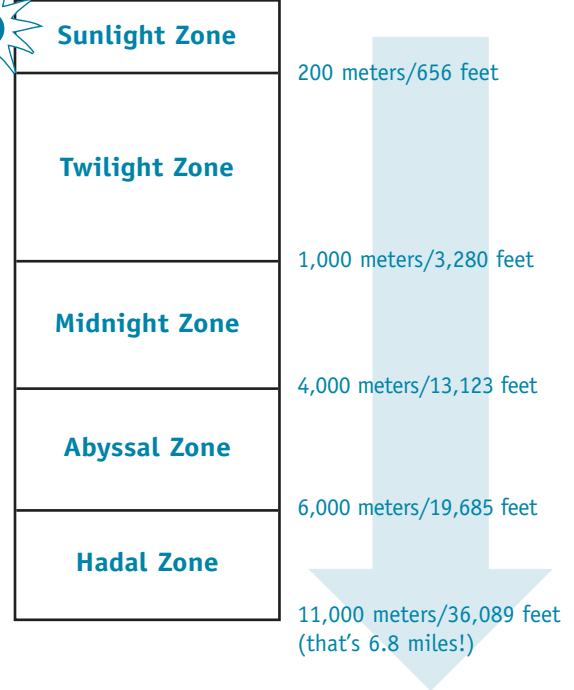 Sunlight Zone
200 meters/656 feet
Twilight Zone
1,000 meters/3,280 feet
Midnight Zone
4,000 meters/13,123 feet
Abyssal Zone
6,000 meters/19,685 feet
Hadal Zone
11,000 meters/36,089 feet
(that's 6.8 miles!)